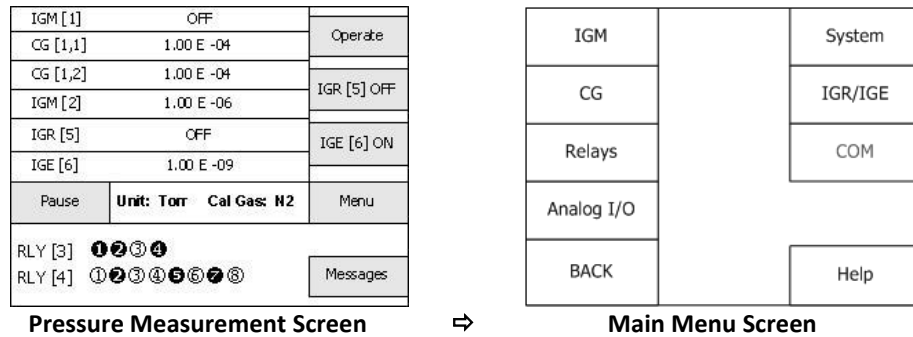 IGM [1] OFF
CG [1,1] 1.00 E -04
CG [1,2] 1.00 E -04
IGM [2] 1.00 E -06
IGR [5] OFF
IGE [6] 1.00 E -09
Operate
IGR [5] OFF
IGE [6] ON
Pause Unit: Torr Cal Gas: N2 Menu
RLY [3] ❶❷③❹
RLY [4] ①❷③④❺⑥❼⑧
Messages
IGM System
CG IGR/IGE
Relays COM
Analog I/O
BACK Help
Pressure Measurement Screen ⇨ Main Menu Screen